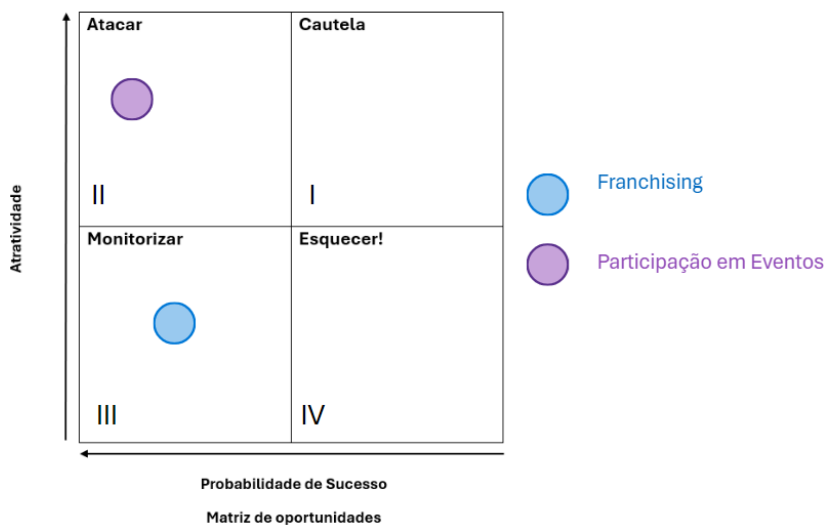 Atacar
Cautela
II
I
Monitorizar
Esquecer!
III
IV
Atratividade
Probabilidade de Sucesso
Matriz de oportunidades
Franchising
Participação em Eventos